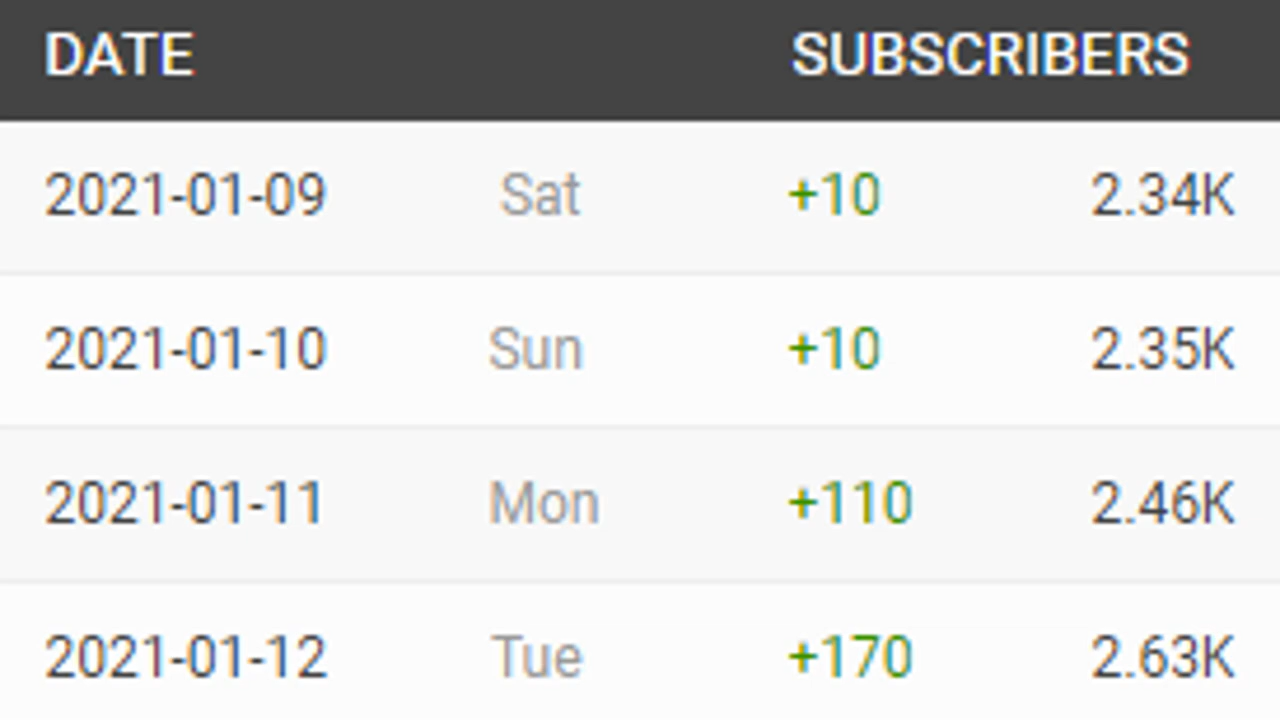 DATE SUBSCRIBERS
2021-01-09 Sat +10 2.34K
2021-01-10 Sun +10 2.35K
2021-01-11 Mon +110 2.46K
2021-01-12 Tue +170 2.63K